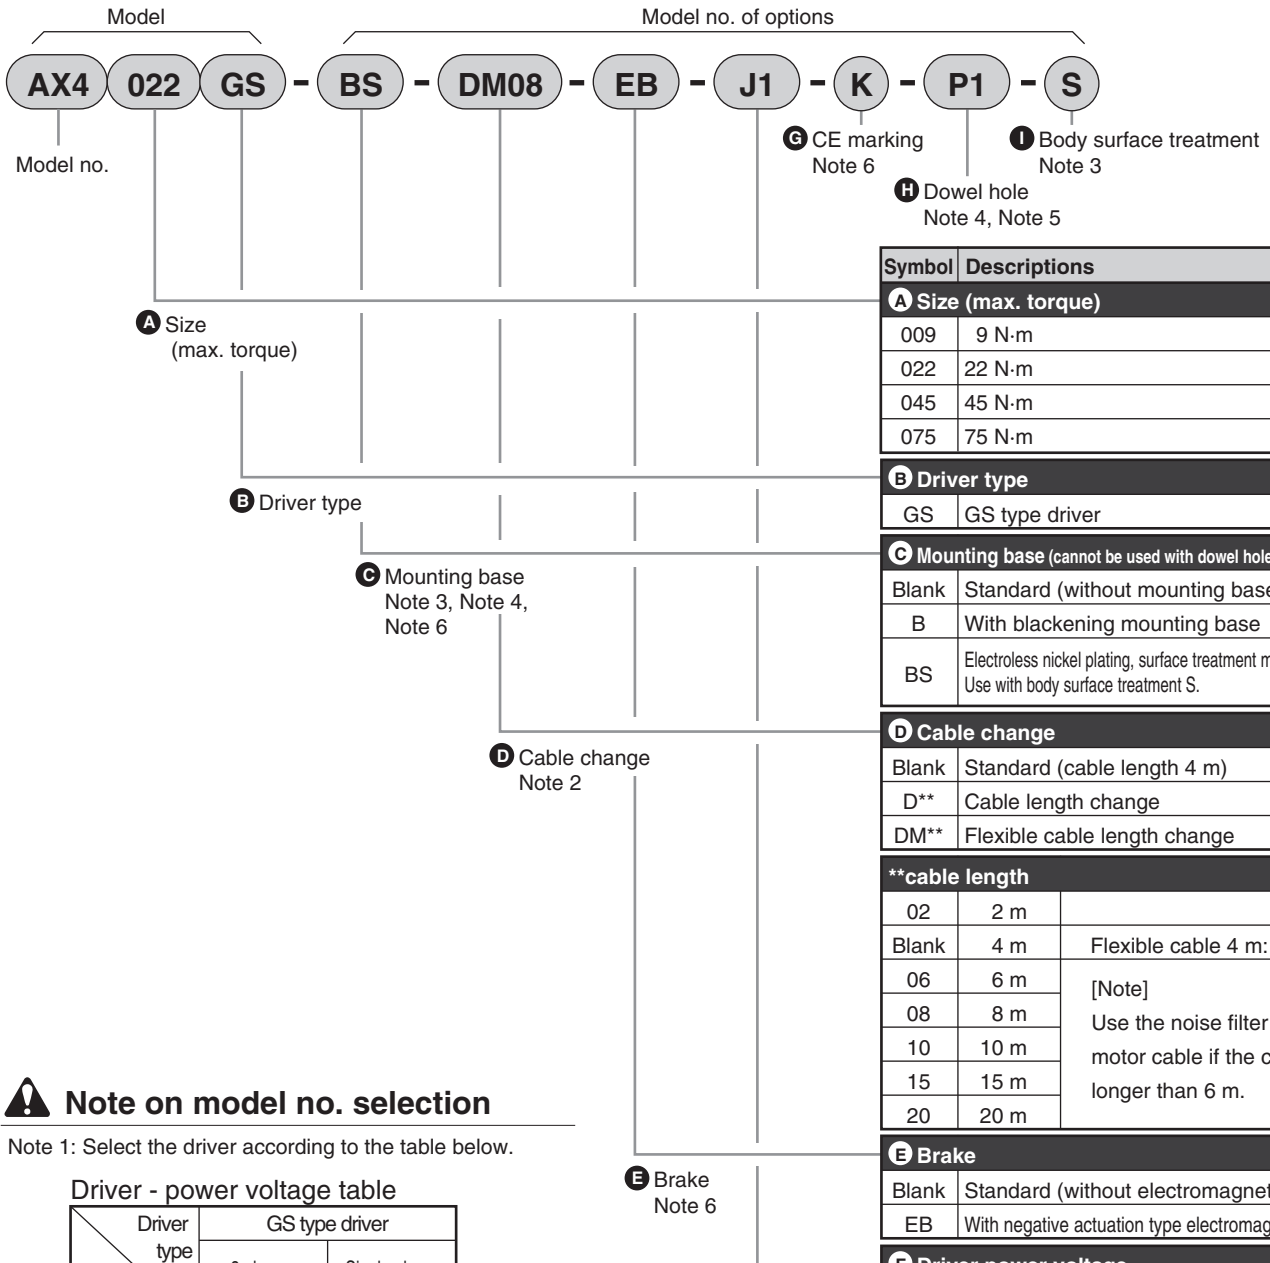 Model
Model no. of options
AX4 022 GS - BS - DM08 - EB - J1 - K - P1 - S
Model no.
G CE marking
Note 6
I Body surface treatment
Note 3
H Dowel hole
Note 4, Note 5
A Size
(max. torque)
B Driver type
C Mounting base
Note 3, Note 4,
Note 6
D Cable change
Note 2
E Brake
Note 6
Symbol Descriptions
A Size (max. torque)
009 9 N·m
022 22 N·m
045 45 N·m
075 75 N·m
B Driver type
GS GS type driver
C Mounting base (cannot be used with dowel hole
Blank Standard (without mounting base
B With blackening mounting base
BS Electroless nickel plating, surface treatment
Use with body surface treatment S.
D Cable change
Blank Standard (cable length 4 m)
D** Cable length change
DM** Flexible cable length change
**cable length
02 2 m
Blank 4 m Flexible cable 4 m:
06 6 m
08 8 m
10 10 m
15 15 m
20 20 m
[Note]
Use the noise filter
motor cable if the
longer than 6 m.
E Brake
Blank Standard (without
EB With negative actuation type
Note on model no. selection
Note 1: Select the driver according to the table below.
Driver - power voltage table
Driver
type
GS type driver